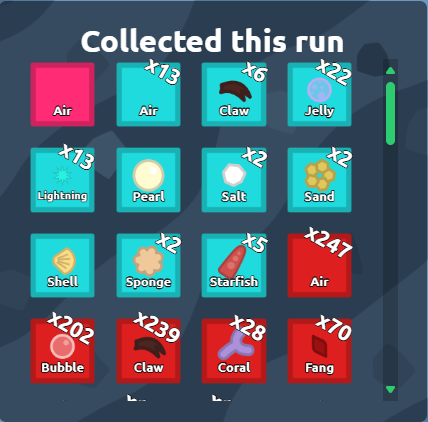 Collected this run
Air
x13
Air
x6
Claw
x22
Jelly
x13
Lightning
Pearl
x2
Salt
x2
Sand
Shell
x2
Sponge
x5
Starfish
x247
Air
x202
Bubble
x239
Claw
x28
Coral
x70
Fang